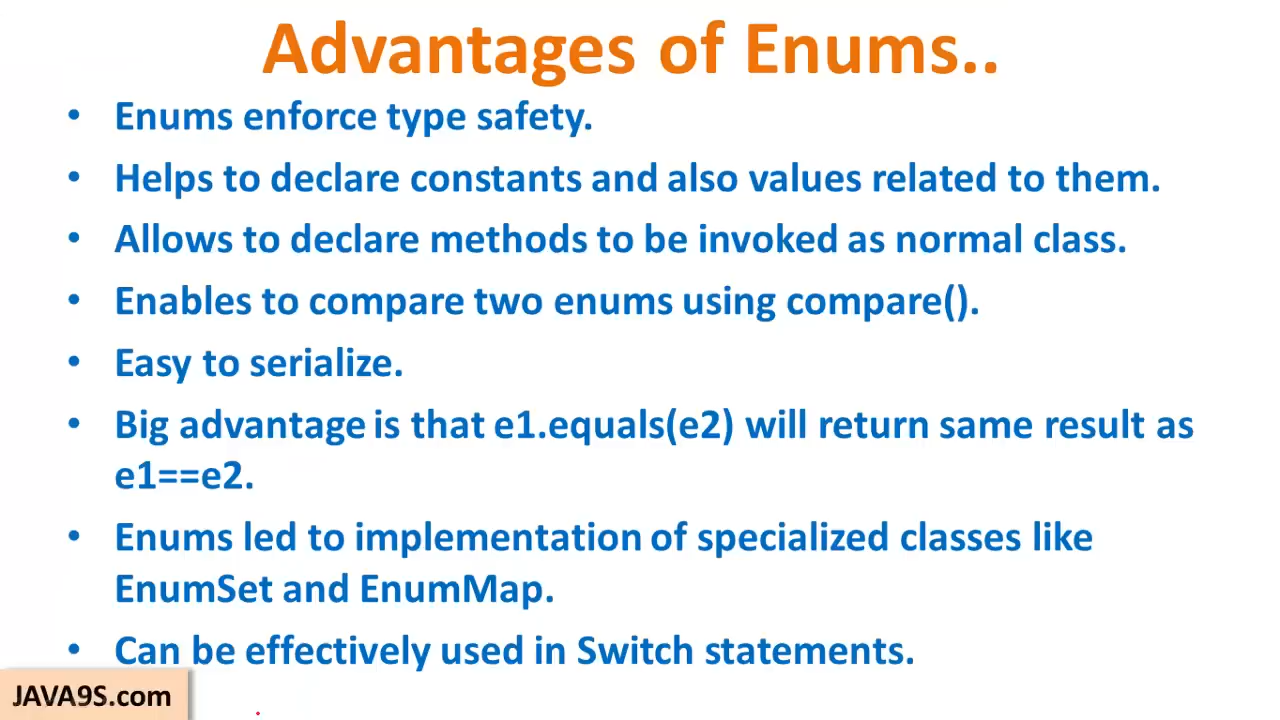 Advantages of Enums..
• Enums enforce type safety.
• Helps to declare constants and also values related to them.
• Allows to declare methods to be invoked as normal class.
• Enables to compare two enums using compare().
• Easy to serialize.
• Big advantage is that e1.equals(e2) will return same result as
e1==e2.
• Enums led to implementation of specialized classes like
EnumSet and EnumMap.
• Can be effectively used in Switch statements.
JAVA9S.com